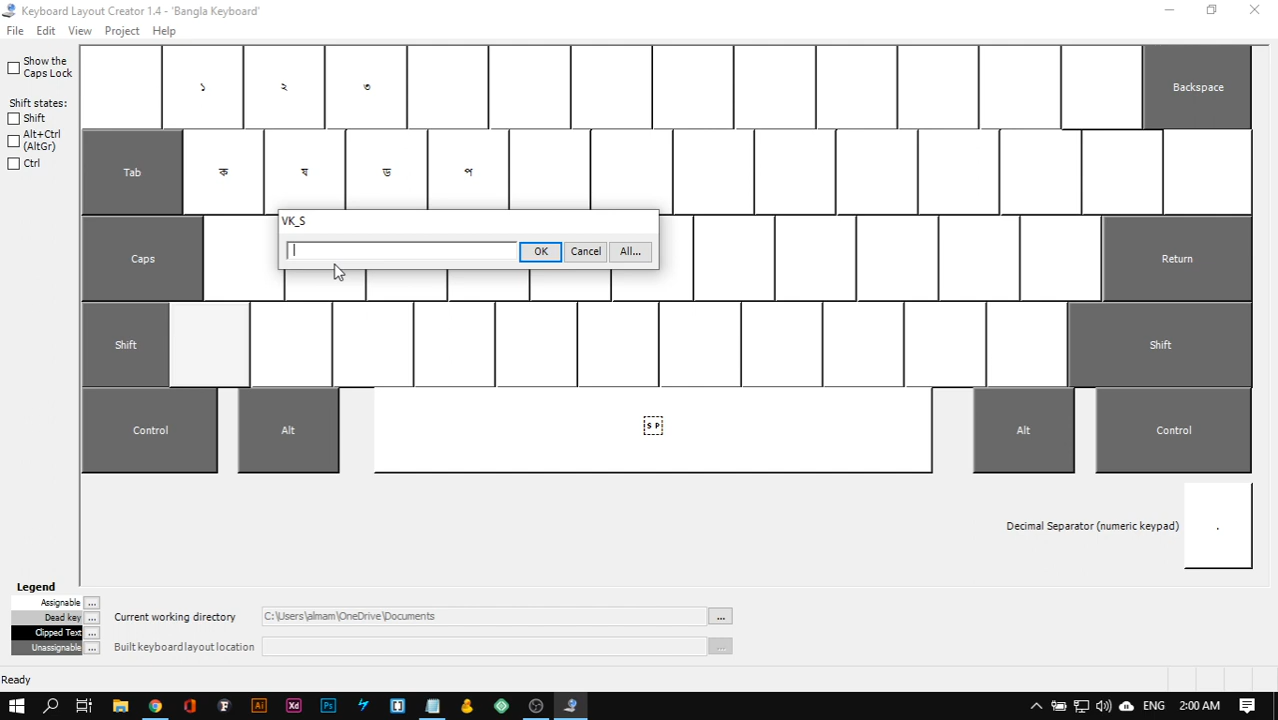 Keyboard Layout Creator 1.4 - 'Bangla Keyboard'
File Edit View Project Help
Show the
Caps Lock
Shift states:
Shift
Alt+Ctrl
(AltGr)
Ctrl
১ ২ ৩ Backspace
Tab ক য ড প
VK_S
OK Cancel All...
Caps Return
Shift Shift
Control Alt SP Alt Control
Decimal Separator (numeric keypad) .
Legend
Assignable ...
Dead key ...
Clipped Text ...
Unassignable ...
Current working directory C:\Users\almam\OneDrive\Documents ...
Built keyboard layout location ...
Ready
ENG 2:00 AM